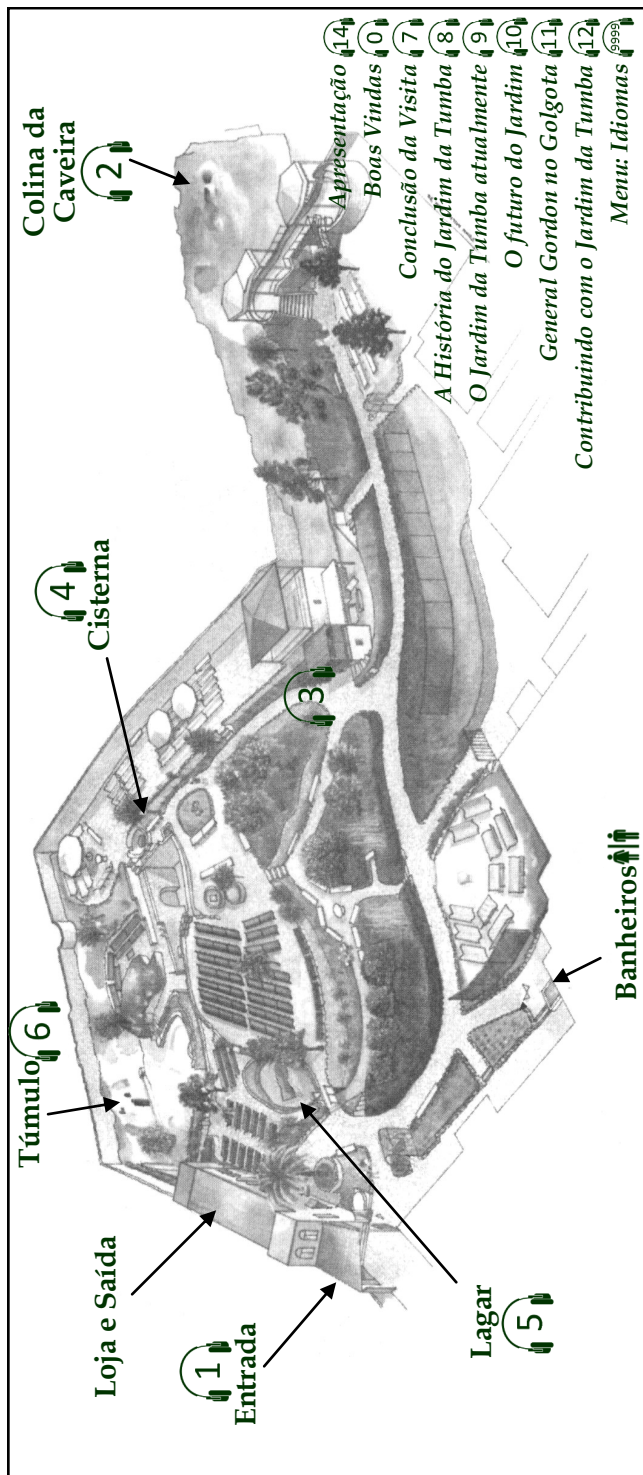 Colina da
Caveira
2
4
Cisterna
3
Túmulo
6
Loja e Saída
1
Entrada
Lagar
5
Banheiros
Apresentação 14
Boas Vindas 0
Conclusão da Visita 7
A História do Jardim da Tumba 8
O Jardim da Tumba atualmente 9
O futuro do Jardim 10
General Gordon no Golgota 11
Contribuindo com o Jardim da Tumba 12
Menu: Idiomas 9999